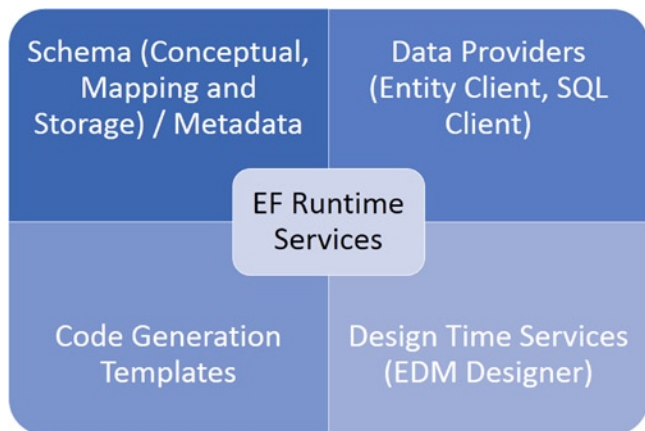 Schema (Conceptual,
Mapping and
Storage) / Metadata
Data Providers
(Entity Client, SQL
Client)
EF Runtime
Services
Code Generation
Templates
Design Time Services
(EDM Designer)